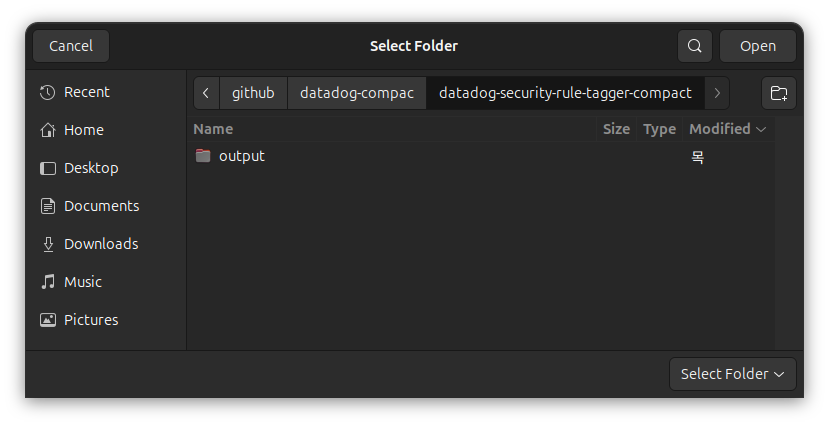 Cancel Select Folder Open
Recent
Home
Desktop
Documents
Downloads
Music
Pictures
github datadog-compac datadog-security-rule-tagger-compact
Name Size Type Modified
output 목
Select Folder